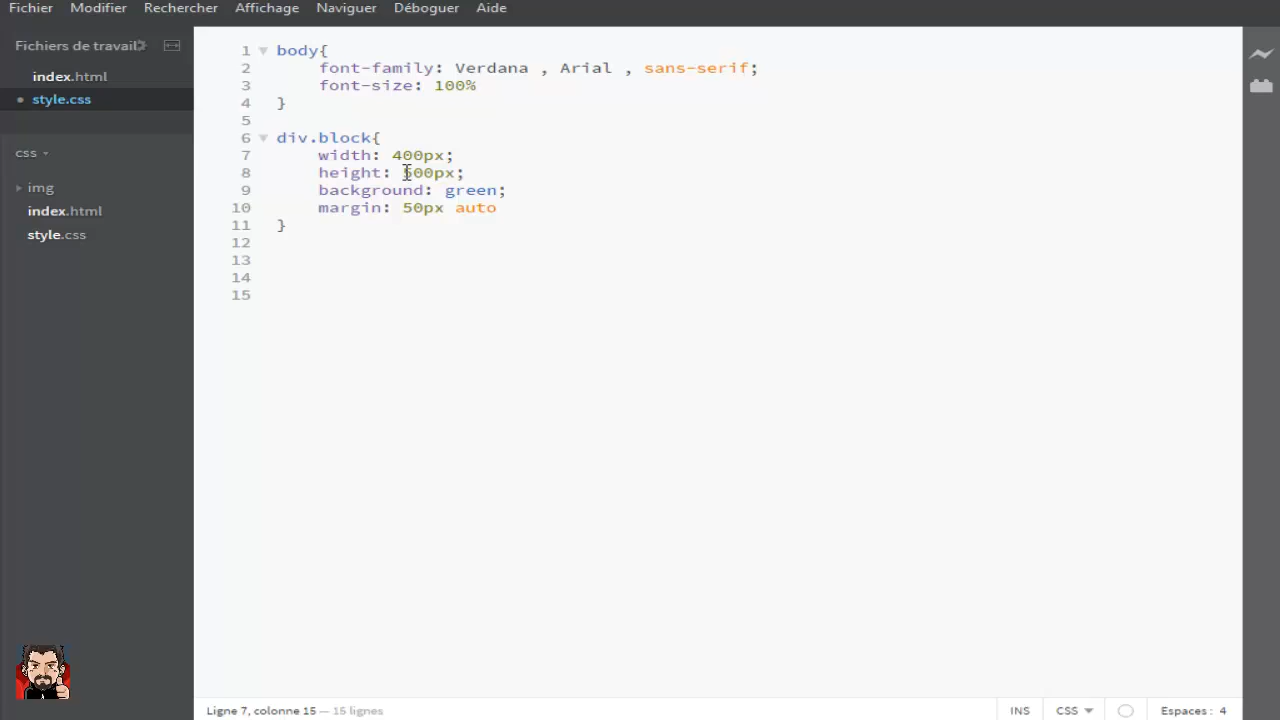 Fichier Modifier Rechercher Affichage Naviguer Déboguer Aide
Fichiers de travail
index.html
style.css
css
img
index.html
style.css
1 body{
2 font-family: Verdana , Arial , sans-serif;
3 font-size: 100%
4 }
5
6 div.block{
7 width: 400px;
8 height: 600px;
9 background: green;
10 margin: 50px auto
11 }
12
13
14
15
Ligne 7, colonne 15 — 15 lignes
INS CSS Espaces : 4